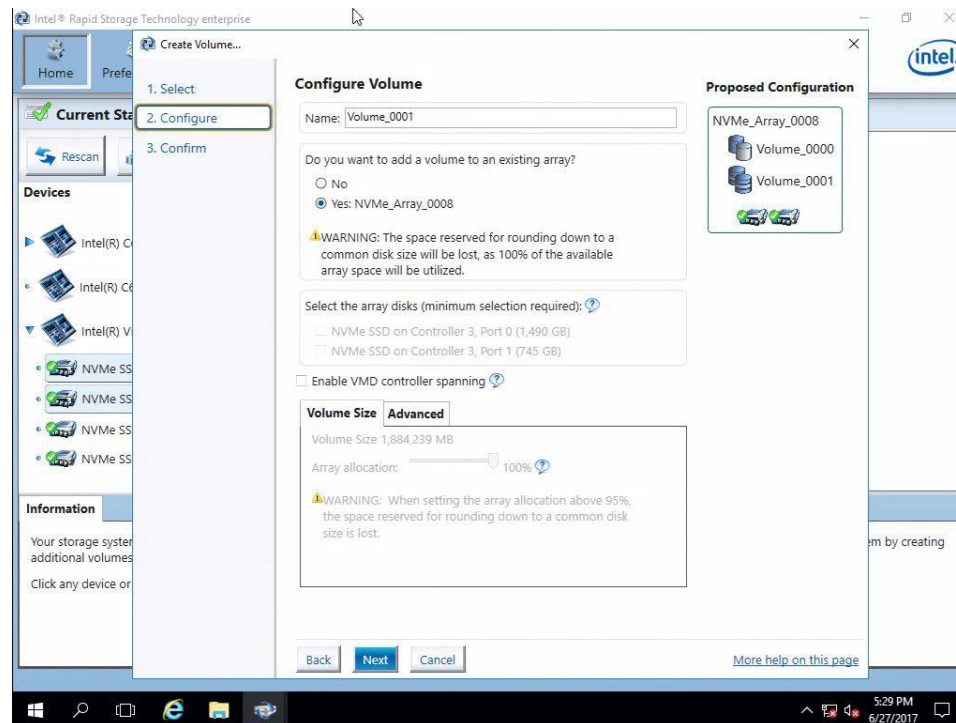 Intel® Rapid Storage Technology enterprise
Home
Prefe
intel
Current Sta
Rescan
Devices
Intel(R) C
Intel(R) C6
Intel(R) V
NVMe SS
NVMe SS
NVMe SS
NVMe SS
Information
Your storage system
additional volumes
Click any device or
em by creating
Create Volume...
1. Select
2. Configure
3. Confirm
Configure Volume
Name: Volume_0001
Do you want to add a volume to an existing array?
No
Yes: NVMe_Array_0008
WARNING: The space reserved for rounding down to a
common disk size will be lost, as 100% of the available
array space will be utilized.
Select the array disks (minimum selection required):
NVMe SSD on Controller 3, Port 0 (1,490 GB)
NVMe SSD on Controller 3, Port 1 (745 GB)
Enable VMD controller spanning
Volume Size Advanced
Volume Size 1,884,239 MB
Array allocation: 100%
WARNING: When setting the array allocation above 95%,
the space reserved for rounding down to a common disk
size is lost.
Back Next Cancel
More help on this page
Proposed Configuration
NVMe_Array_0008
Volume_0000
Volume_0001
5:29 PM
6/27/2017